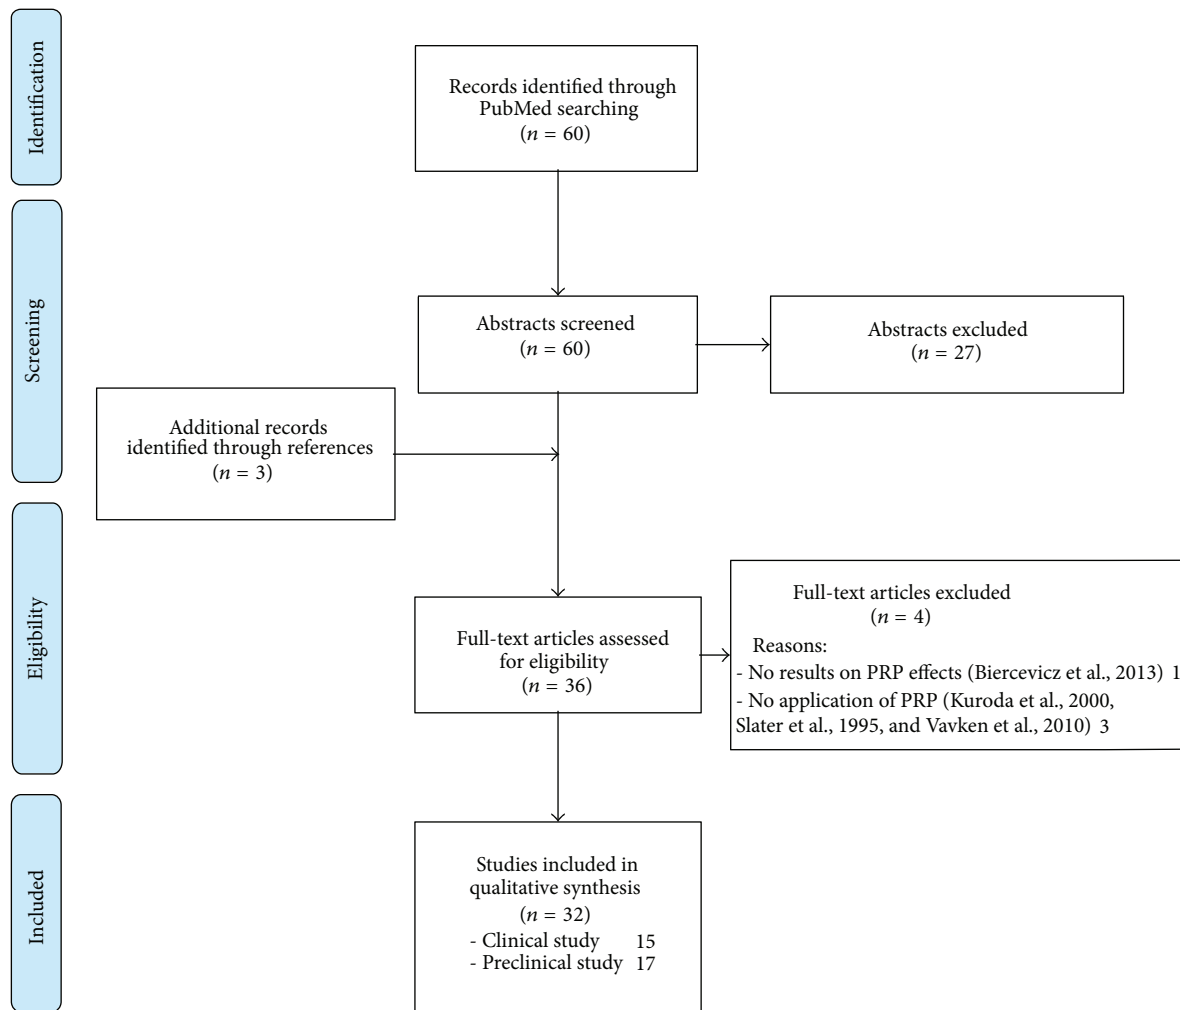 Identification
Records identified through
PubMed searching
(n = 60)
Screening
Abstracts screened
(n = 60)
Abstracts excluded
(n = 27)
Additional records
identified through references
(n = 3)
Eligibility
Full-text articles assessed
for eligibility
(n = 36)
Full-text articles excluded
(n = 4)
Reasons:
- No results on PRP effects (Biercevicz et al., 2013) 1
- No application of PRP (Kuroda et al., 2000,
Slater et al., 1995, and Vavken et al., 2010) 3
Included
Studies included in
qualitative synthesis
(n = 32)
- Clinical study 15
- Preclinical study 17